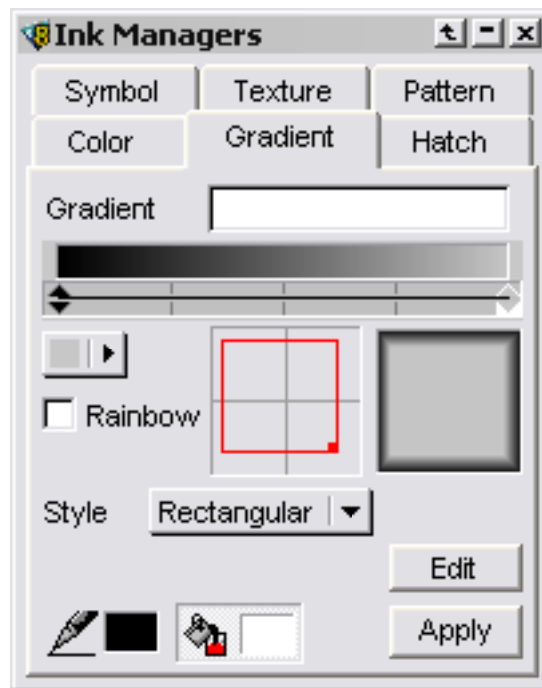 Ink Managers
Symbol Texture Pattern
Color Gradient Hatch
Gradient
Rainbow
Style Rectangular
Edit
Apply